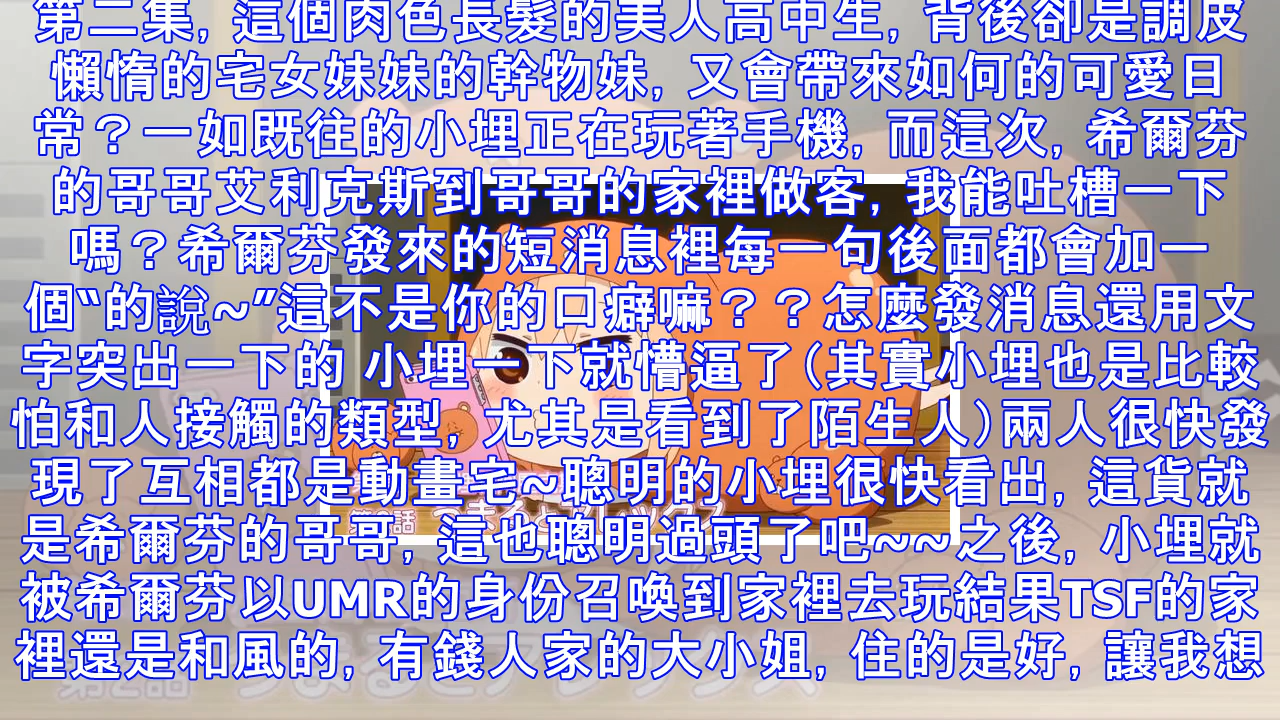 第二集, 這個肉色長髮的美人高中生, 背後卻是調皮
懶惰的宅女妹妹的幹物妹, 又會帶來如何的可愛日
常？一如既往的小埋正在玩著手機, 而這次, 希爾芬
的哥哥艾利克斯到哥哥的家裡做客, 我能吐槽一下
嗎？希爾芬發來的短消息裡每一句後面都會加一
個“的說~”這不是你的口癖嘛？？怎麼發消息還用文
字突出一下的 小埋一下就懵逼了(其實小埋也是比較
怕和人接觸的類型, 尤其是看到了陌生人)兩人很快發
現了互相都是動畫宅~聰明的小埋很快看出, 這貨就
是希爾芬的哥哥, 這也聰明過頭了吧~~之後, 小埋就
被希爾芬以UMR的身份召喚到家裡去玩結果TSF的家
裡還是和風的, 有錢人家的大小姐, 住的是好, 讓我想
第2話 うまるとアレックス